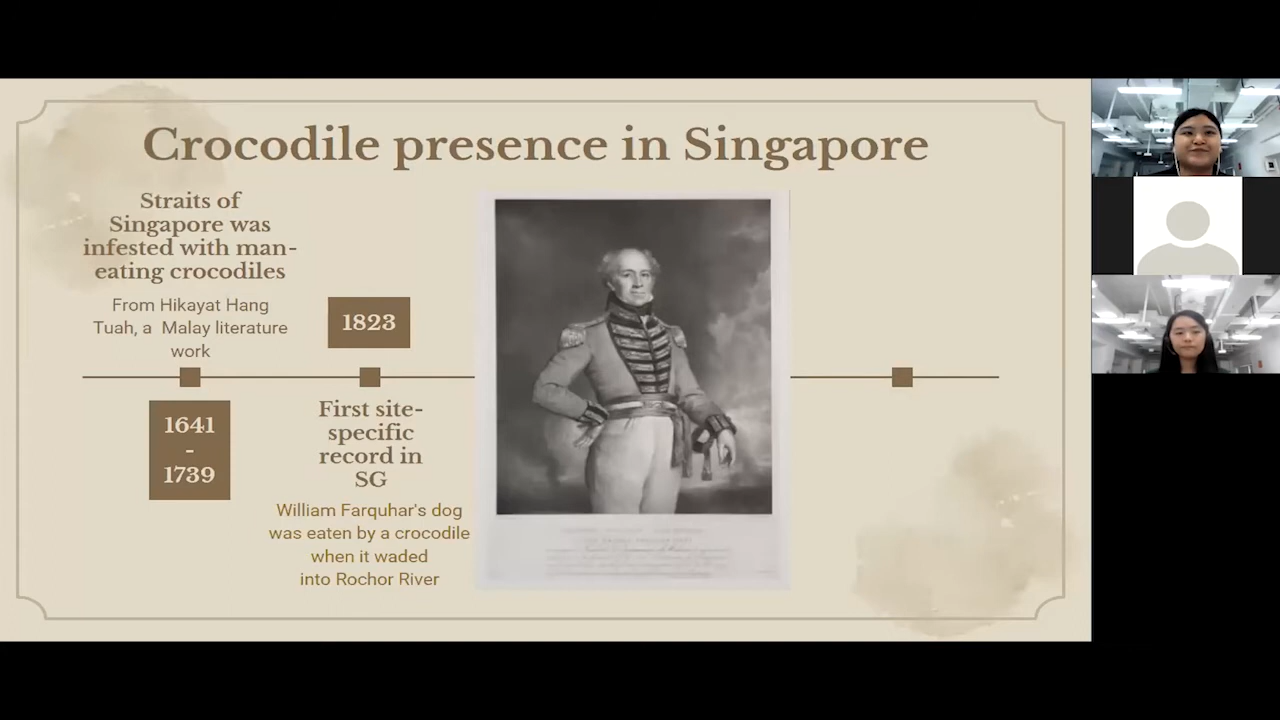 Crocodile presence in Singapore
Straits of
Singapore was
infested with man-
eating crocodiles
From Hikayat Hang
Tuah, a Malay literature
work
1641
-
1739
1823
First site-
specific
record in
SG
William Farquhar's dog
was eaten by a crocodile
when it waded
into Rochor River